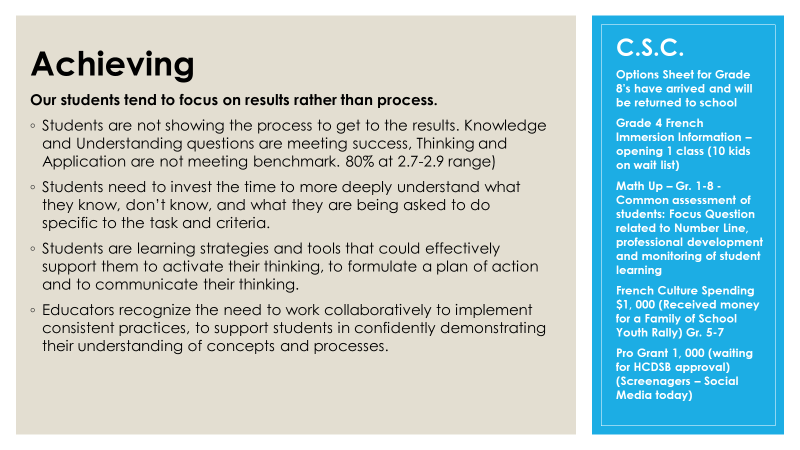 Achieving
Our students tend to focus on results rather than process.
◦ Students are not showing the process to get to the results. Knowledge
and Understanding questions are meeting success, Thinking and
Application are not meeting benchmark. 80% at 2.7-2.9 range)
◦ Students need to invest the time to more deeply understand what
they know, don't know, and what they are being asked to do
specific to the task and criteria.
◦ Students are learning strategies and tools that could effectively
support them to activate their thinking, to formulate a plan of action
and to communicate their thinking.
◦ Educators recognize the need to work collaboratively to implement
consistent practices, to support students in confidently demonstrating
their understanding of concepts and processes.
C.S.C.
Options Sheet for Grade
8's have arrived and will
be returned to school
Grade 4 French
Immersion Information –
opening 1 class (10 kids
on wait list)
Math Up – Gr. 1-8 -
Common assessment of
students: Focus Question
related to Number Line,
professional development
and monitoring of student
learning
French Culture Spending
$1, 000 (Received money
for a Family of School
Youth Rally) Gr. 5-7
Pro Grant 1, 000 (waiting
for HCDSB approval)
(Screenagers – Social
Media today)